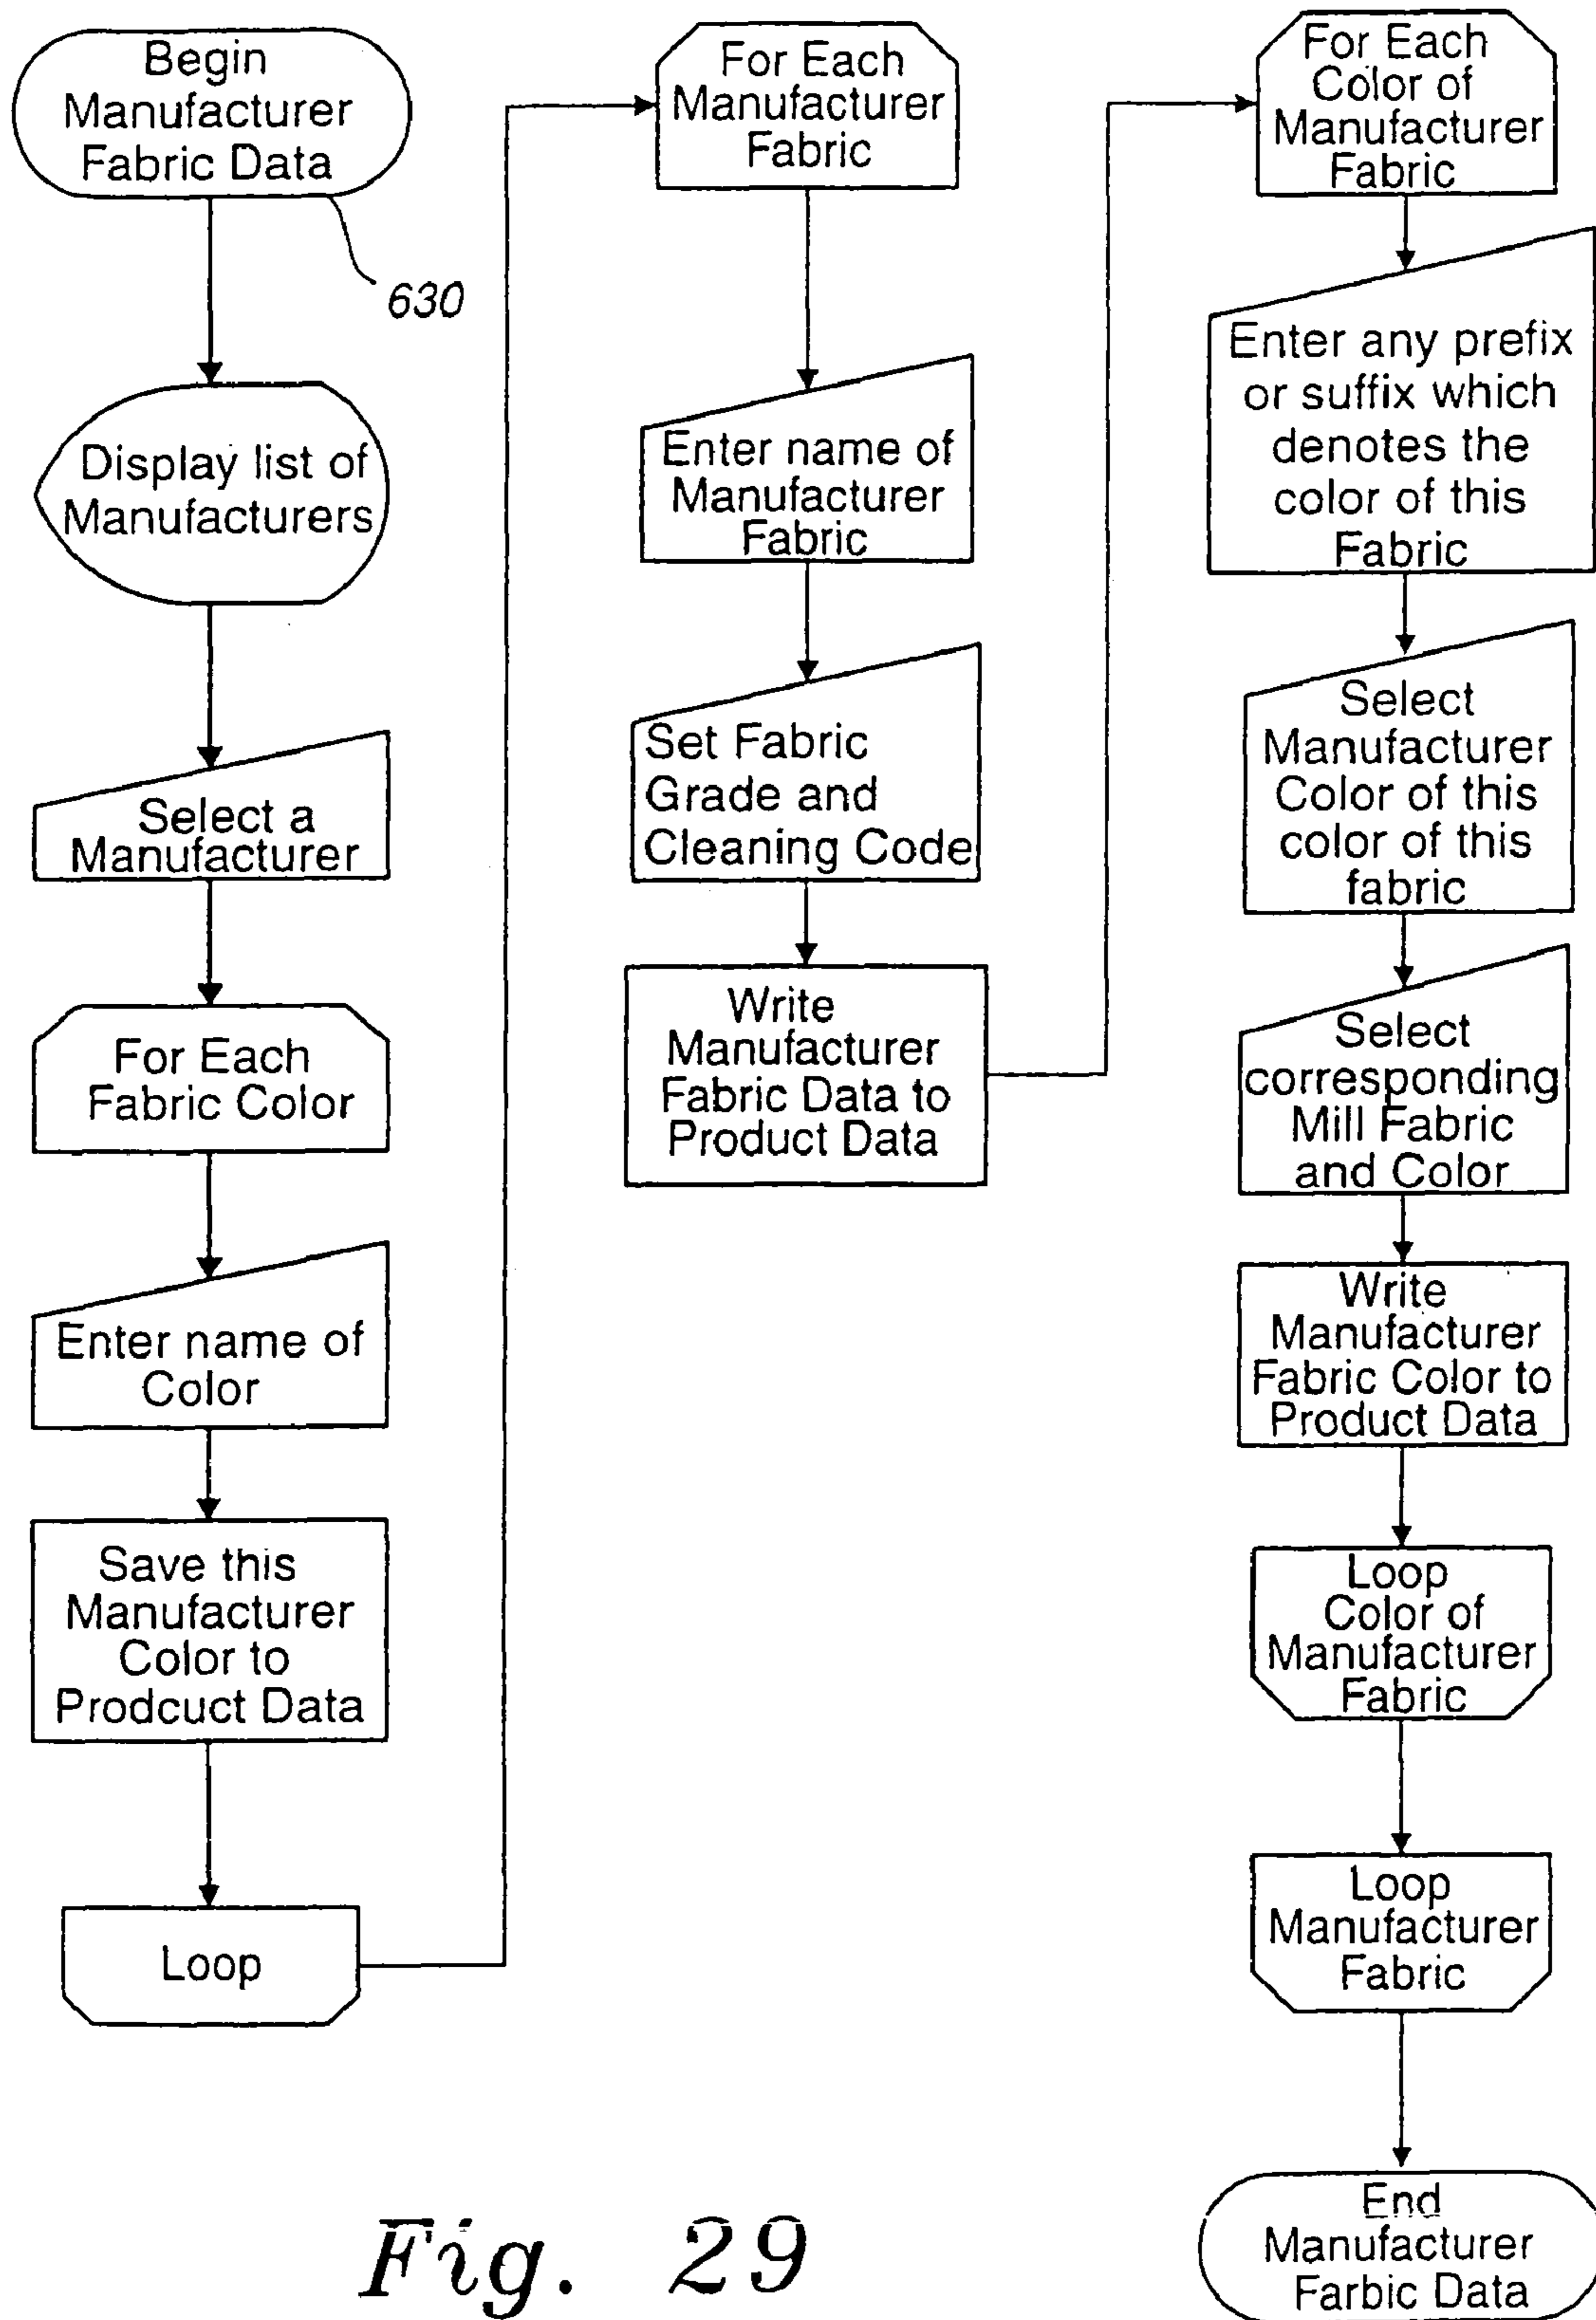 Begin
Manufacturer
Fabric Data
630
Display list of
Manufacturers
Select a
Manufacturer
For Each
Fabric Color
Enter name of
Color
Save this
Manufacturer
Color to
Prodcuct Data
Loop
For Each
Manufacturer
Fabric
Enter name of
Manufacturer
Fabric
Set Fabric
Grade and
Cleaning Code
Write
Manufacturer
Fabric Data to
Product Data
For Each
Color of
Manufacturer
Fabric
Enter any prefix
or suffix which
denotes the
color of this
Fabric
Select
Manufacturer
Color of this
color of this
fabric
Select
corresponding
Mill Fabric
and Color
Write
Manufacturer
Fabric Color to
Product Data
Loop
Color of
Manufacturer
Fabric
Loop
Manufacturer
Fabric
End
Manufacturer
Farbic Data
Fig. 29